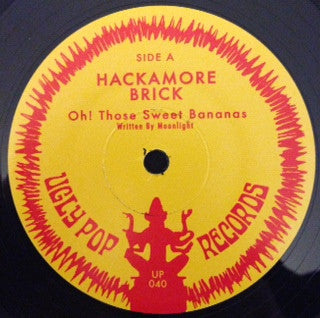 SIDE A
HACKAMORE
BRICK
Oh! Those Sweet Bananas
Written By Moonlight
UGLY POP RECORDS
UP
040